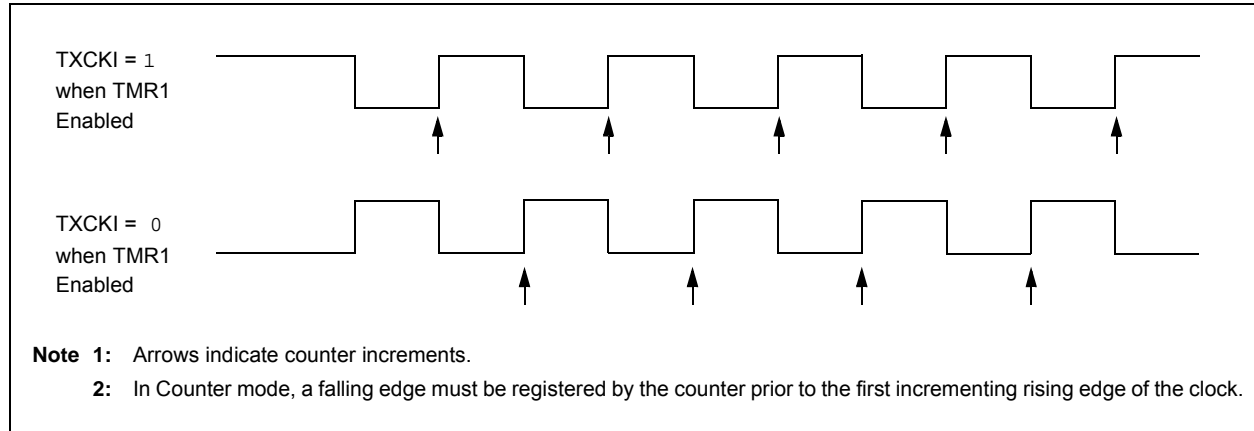 TXCKI = 1
when TMR1
Enabled
TXCKI = 0
when TMR1
Enabled
Note 1: Arrows indicate counter increments.
2: In Counter mode, a falling edge must be registered by the counter prior to the first incrementing rising edge of the clock.